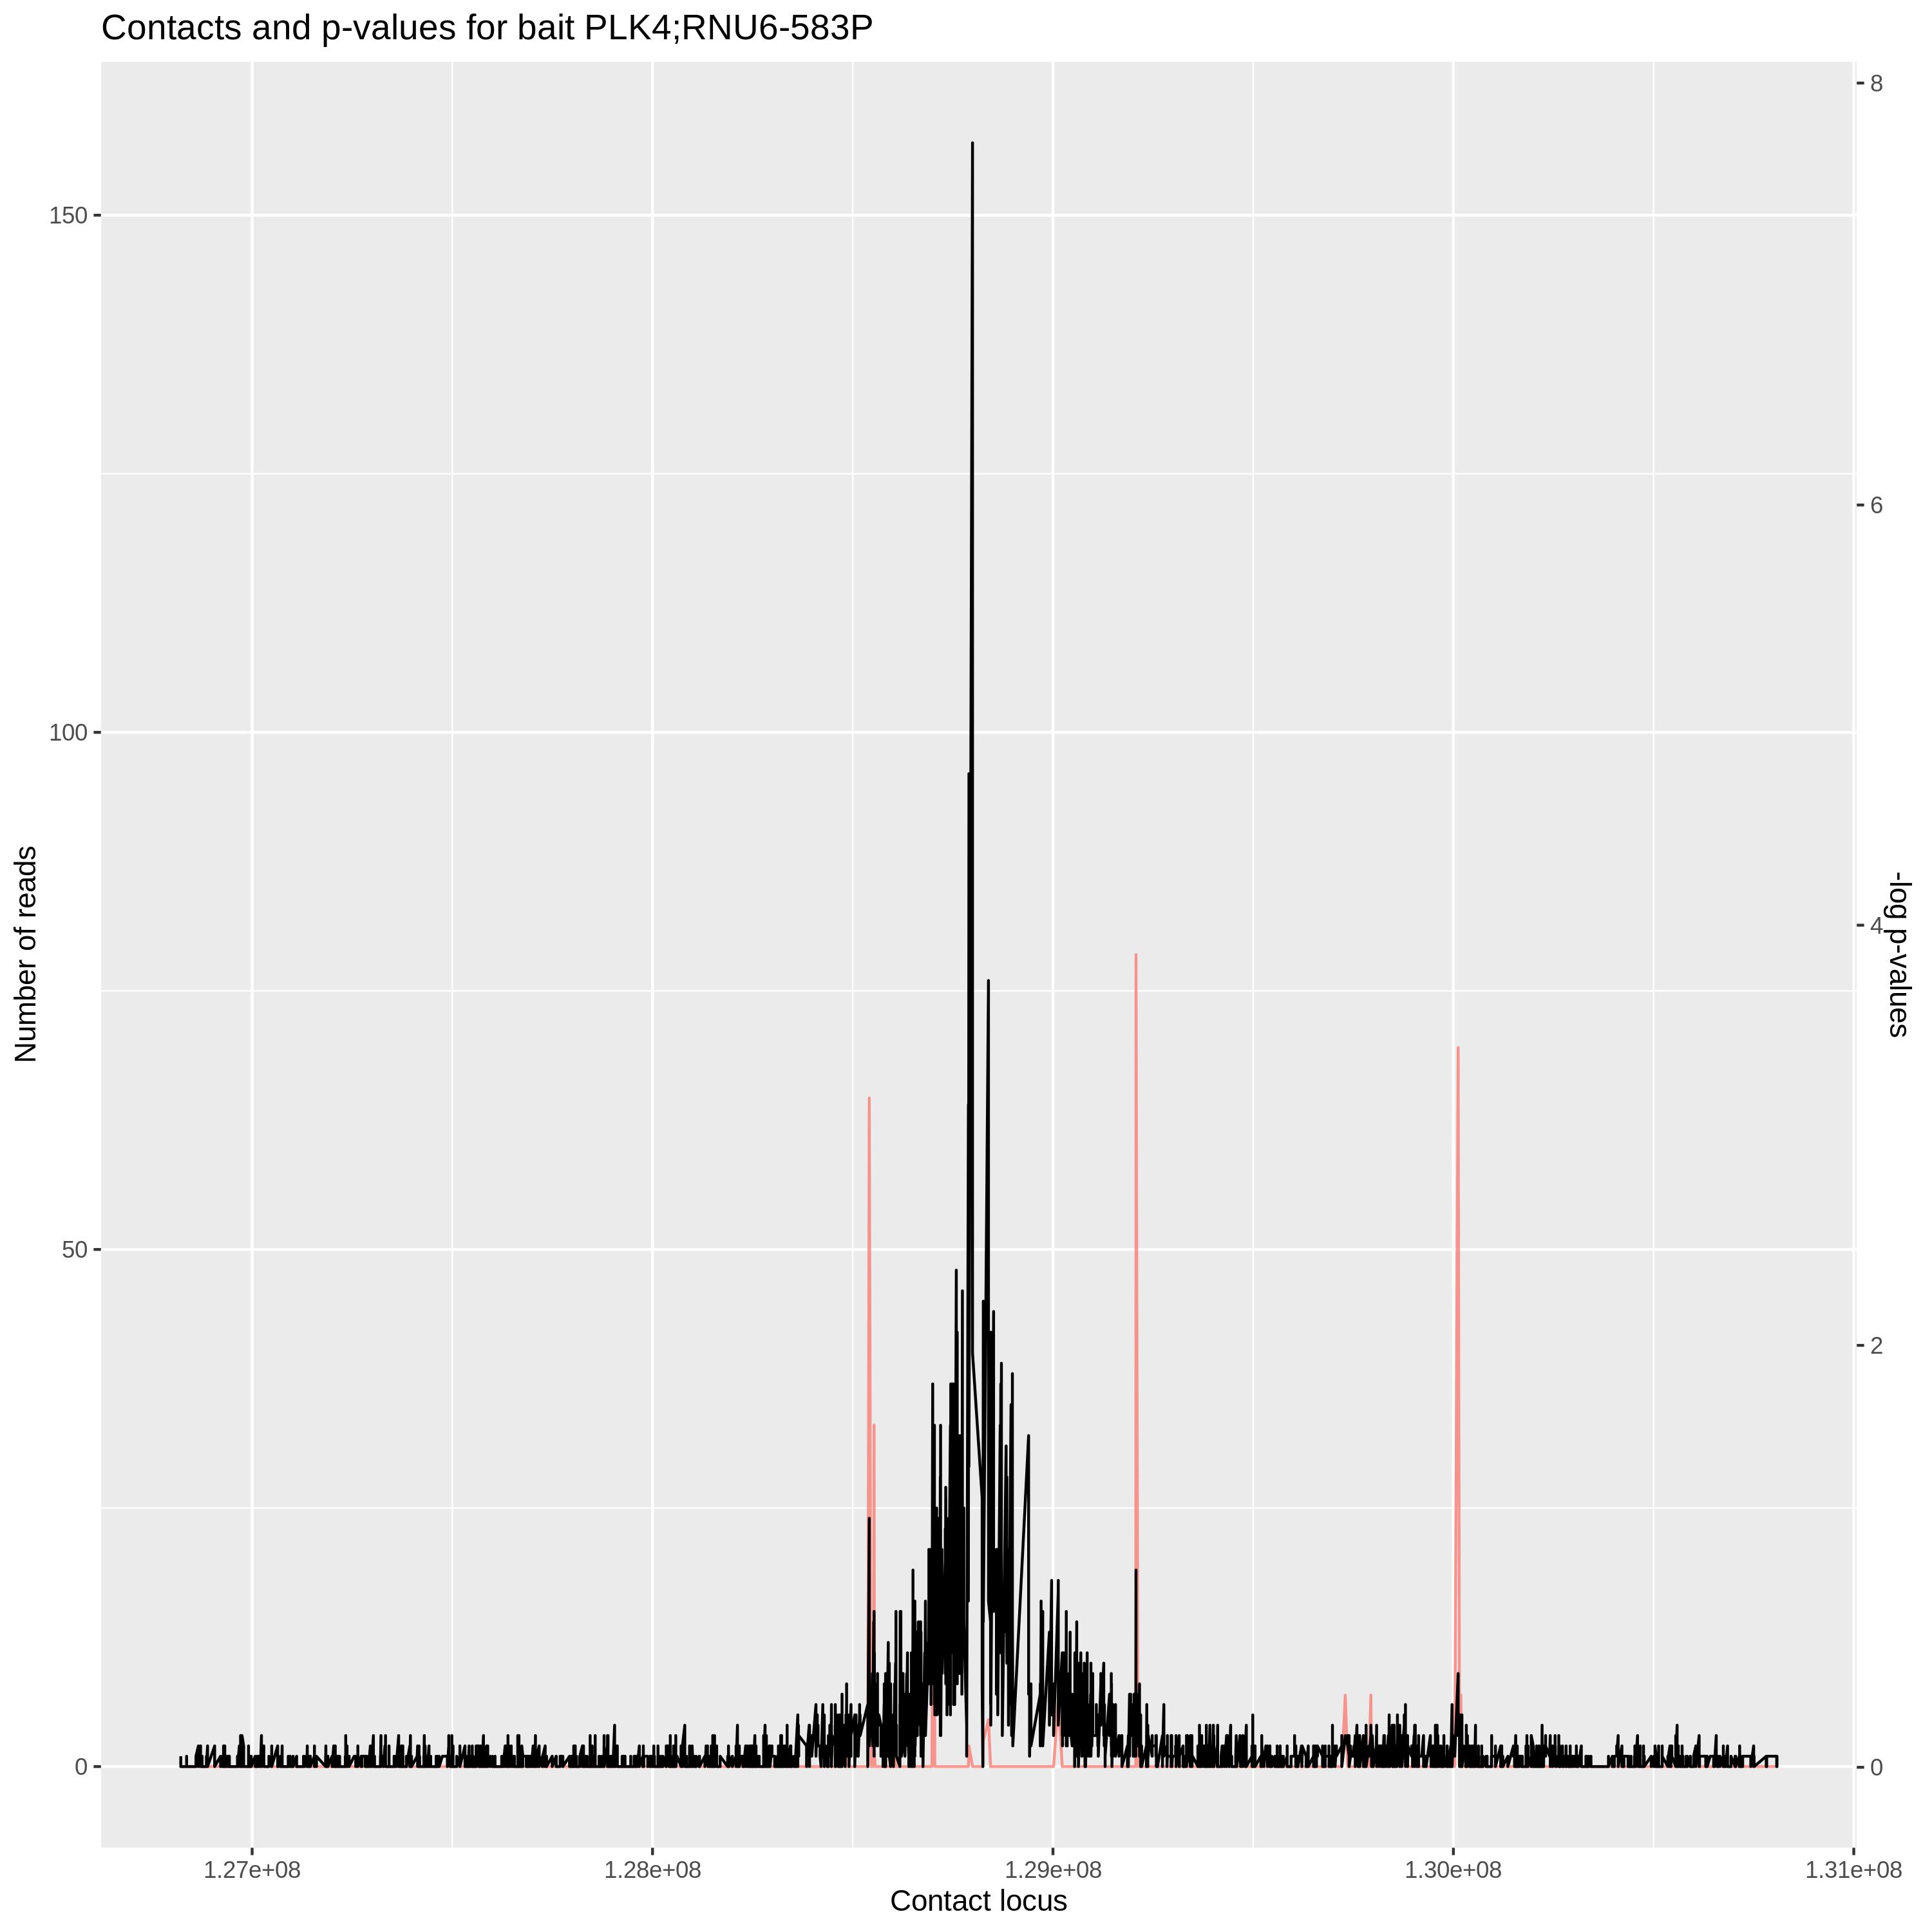 Contacts and p-values for bait PLK4;RNU6-583P
Number of reads
150
100
50
0
8
6
4
2
0
-log p-values
1.27e+08
1.28e+08
1.29e+08
1.30e+08
1.31e+08
Contact locus